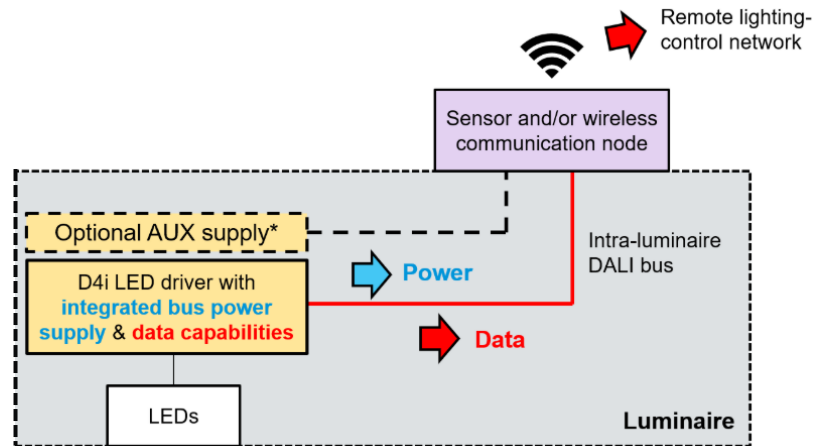 Remote lighting-
control network
Sensor and/or wireless
communication node
Optional AUX supply*
D4i LED driver with
integrated bus power
supply & data capabilities
Power
Data
Intra-luminaire
DALI bus
LEDs
Luminaire